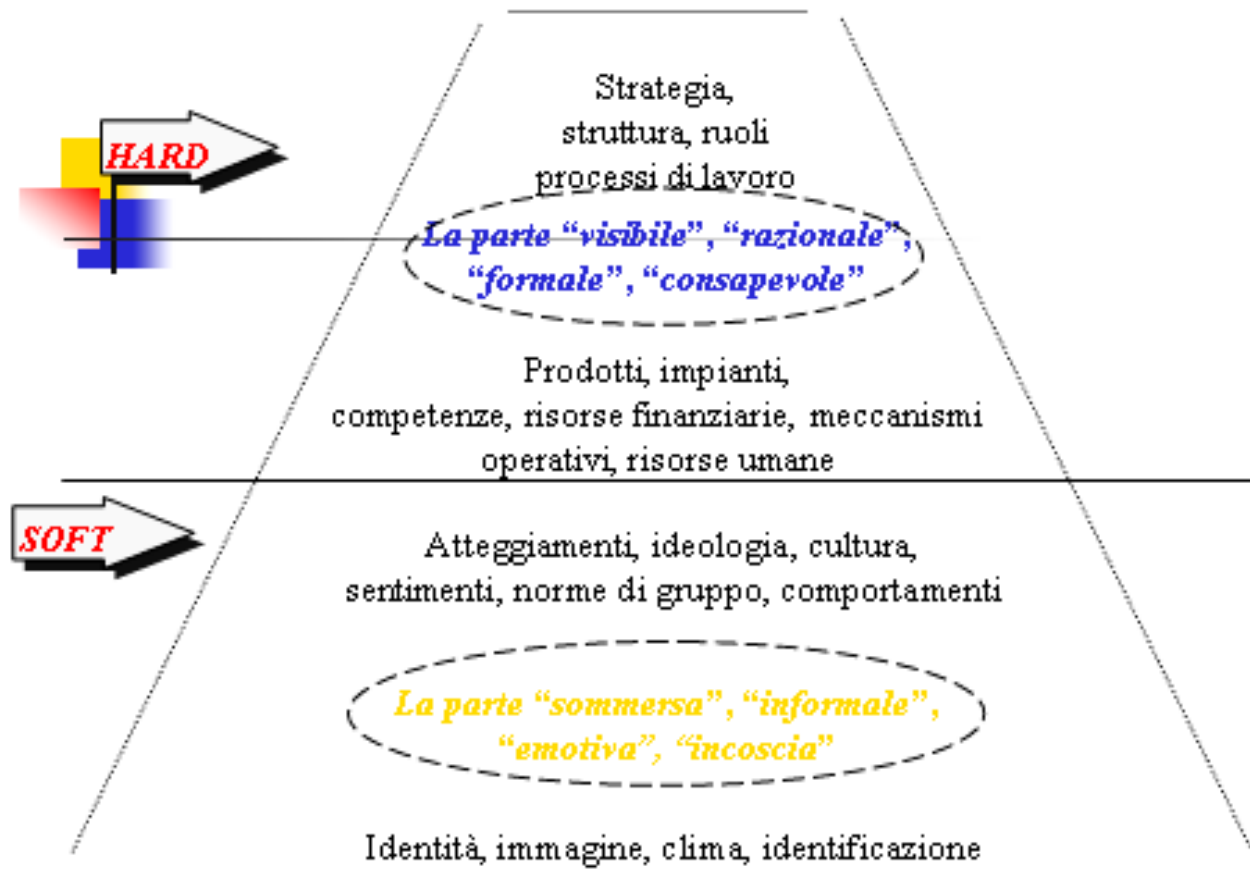 Strategia,
struttura, ruoli
processi di lavoro
HARD
La parte “visibile”, “razionale”,
“formale”, “consapevole”
Prodotti, impianti,
competenze, risorse finanziarie, meccanismi
operativi, risorse umane
SOFT
Atteggiamenti, ideologia, cultura,
sentimenti, norme di gruppo, comportamenti
La parte “sommersa”, “informale”,
“emotiva”, “incoscia”
Identità, immagine, clima, identificazione